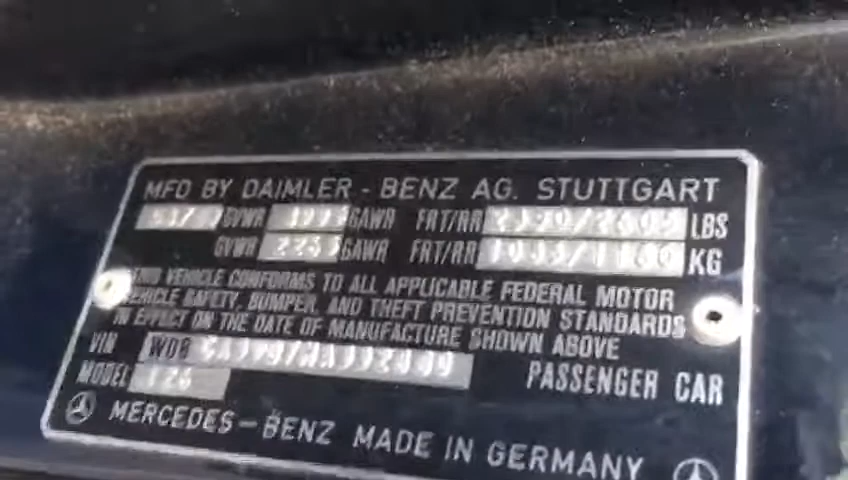 MFD BY DAIMLER - BENZ AG. STUTTGART
GVWR GAWR FRT/RR LBS
GVWR GAWR FRT/RR KG
THIS VEHICLE CONFORMS TO ALL APPLICABLE FEDERAL MOTOR
VEHICLE SAFETY, BUMPER, AND THEFT PREVENTION STANDARDS
IN EFFECT ON THE DATE OF MANUFACTURE SHOWN ABOVE
VIN PASSENGER CAR
MODEL
MERCEDES-BENZ MADE IN GERMANY